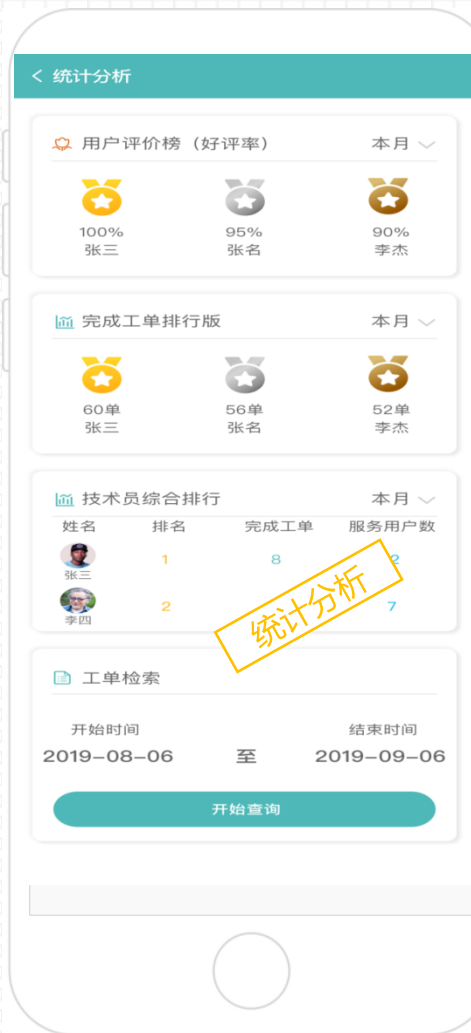 < 统计分析
用户评价榜（好评率） 本月
100% 95% 90%
张三 张名 李杰
完成工单排行版 本月
60单 56单 52单
张三 张名 李杰
技术员综合排行 本月
姓名 排名 完成工单 服务用户数
张三 1 8 2
李四 2 7
统计分析
工单检索
开始时间 结束时间
2019-08-06 至 2019-09-06
开始查询